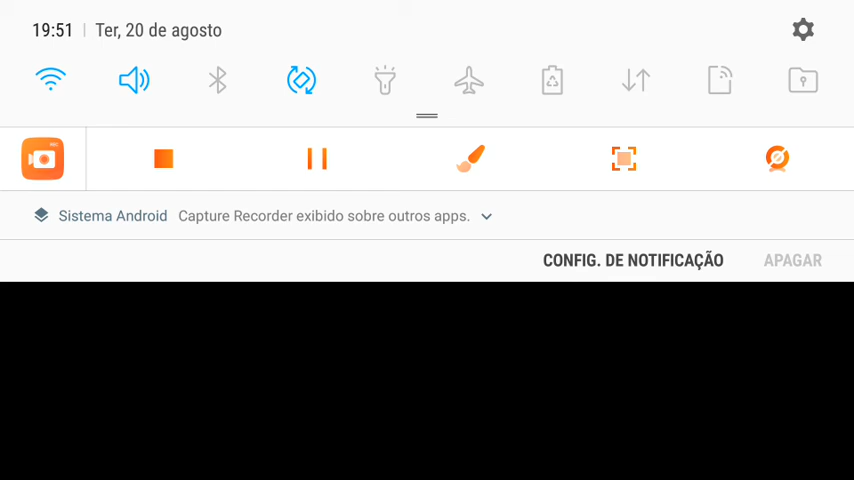 19:51 | Ter, 20 de agosto
Sistema Android Capture Recorder exibido sobre outros apps.
CONFIG. DE NOTIFICAÇÃO APAGAR